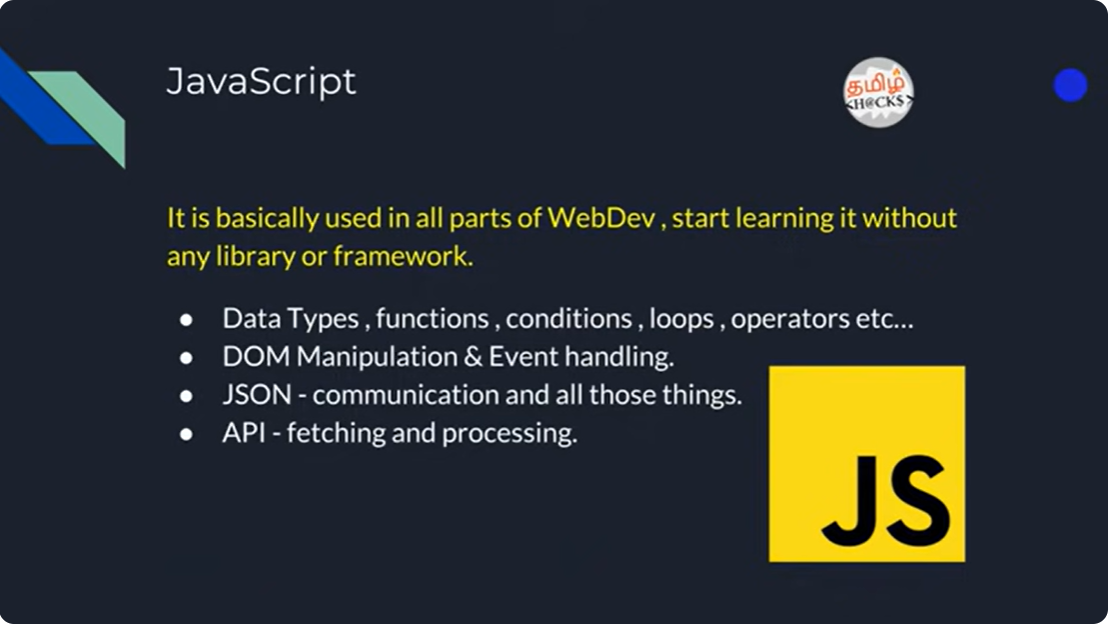 JavaScript
தமிழ்
<H@CK$>
It is basically used in all parts of WebDev , start learning it without
any library or framework.
● Data Types , functions , conditions , loops , operators etc...
● DOM Manipulation & Event handling.
● JSON - communication and all those things.
● API - fetching and processing.
JS